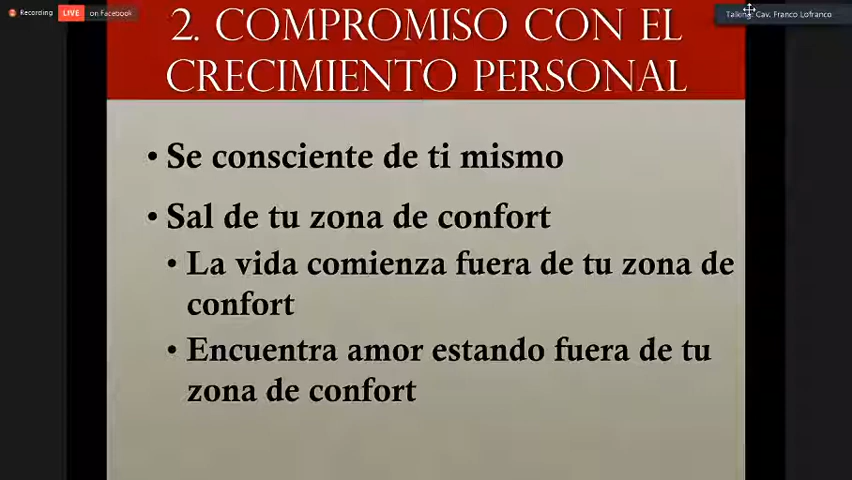 Recording LIVE on Facebook
Talking: Cav. Franco Lofranco
2. COMPROMISO CON EL
CRECIMIENTO PERSONAL
• Se consciente de ti mismo
• Sal de tu zona de confort
• La vida comienza fuera de tu zona de
confort
• Encuentra amor estando fuera de tu
zona de confort